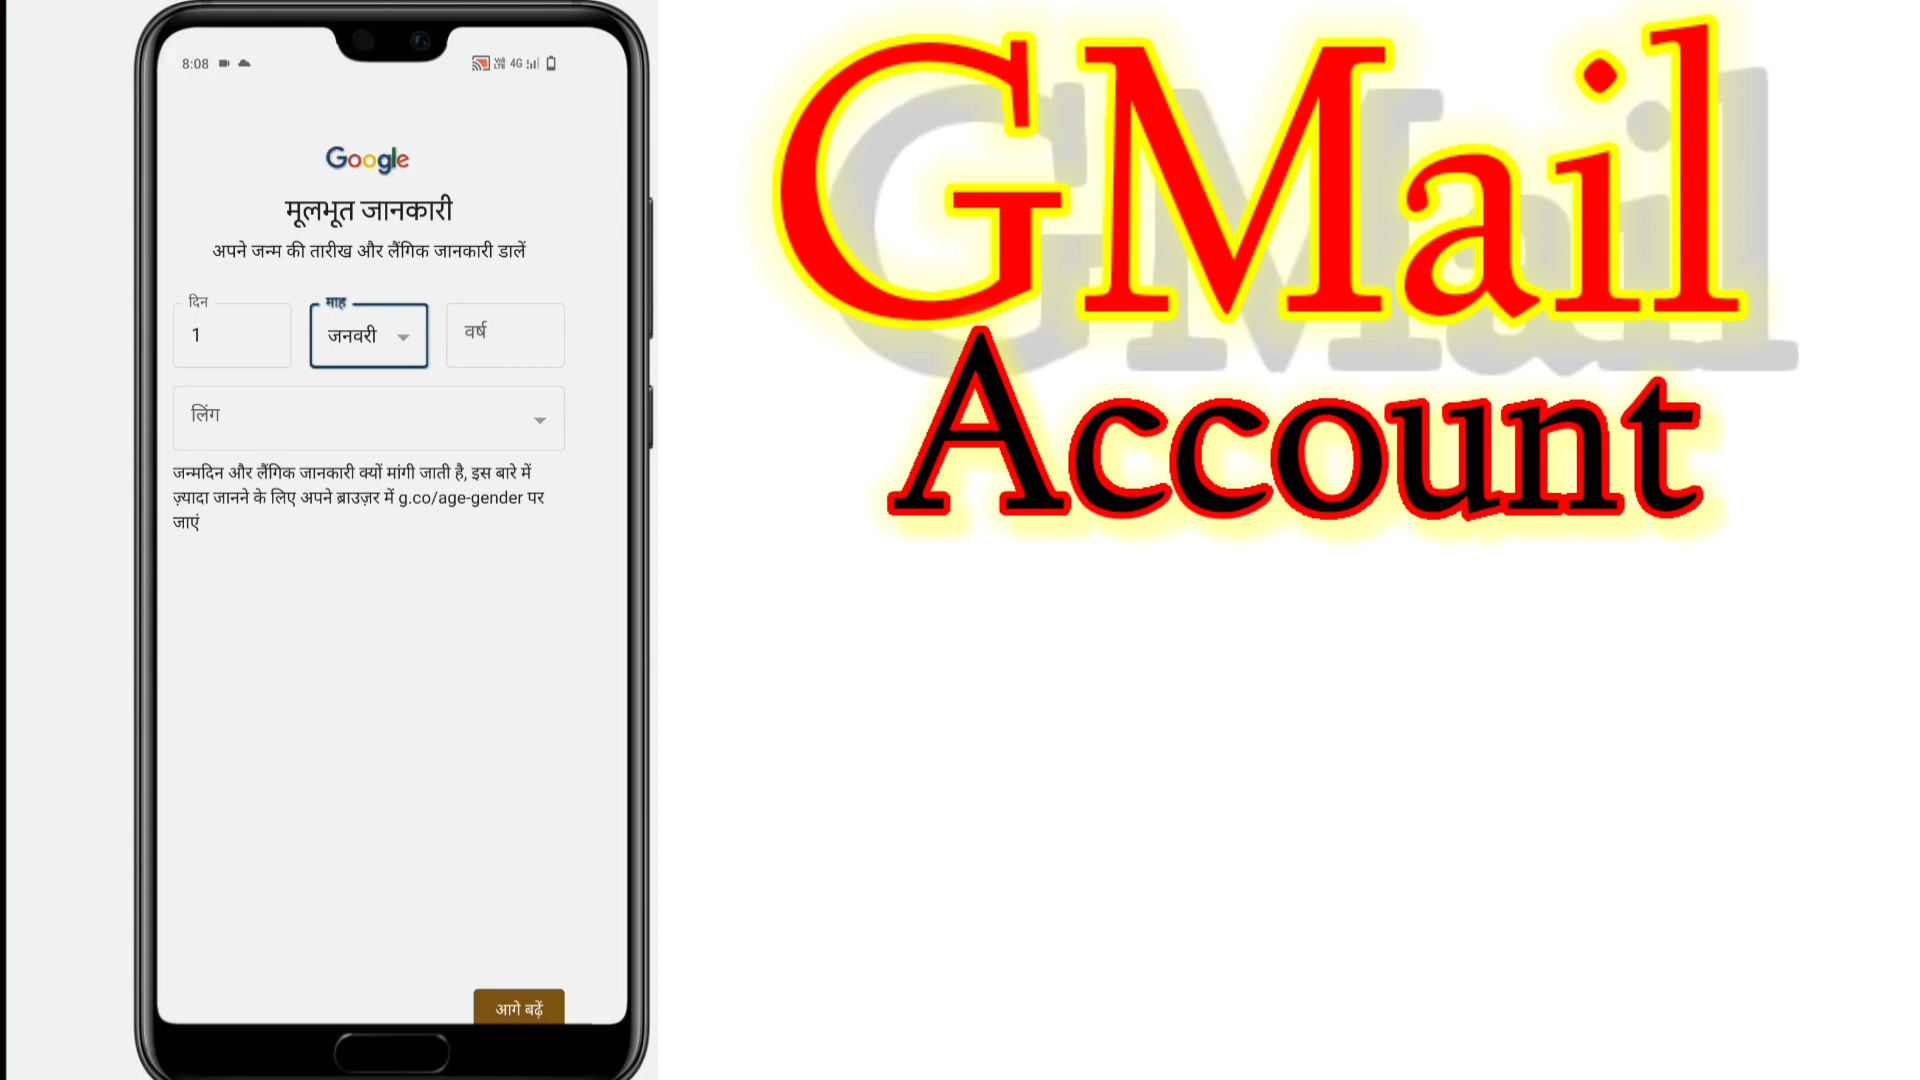 8:08
4G
Google
मूलभूत जानकारी
अपने जन्म की तारीख और लैंगिक जानकारी डालें
दिन
1
माह
जनवरी
वर्ष
लिंग
जन्मदिन और लैंगिक जानकारी क्यों मांगी जाती है, इस बारे में
ज़्यादा जानने के लिए अपने ब्राउज़र में g.co/age-gender पर
जाएं
आगे बढ़ें
GMail
Account